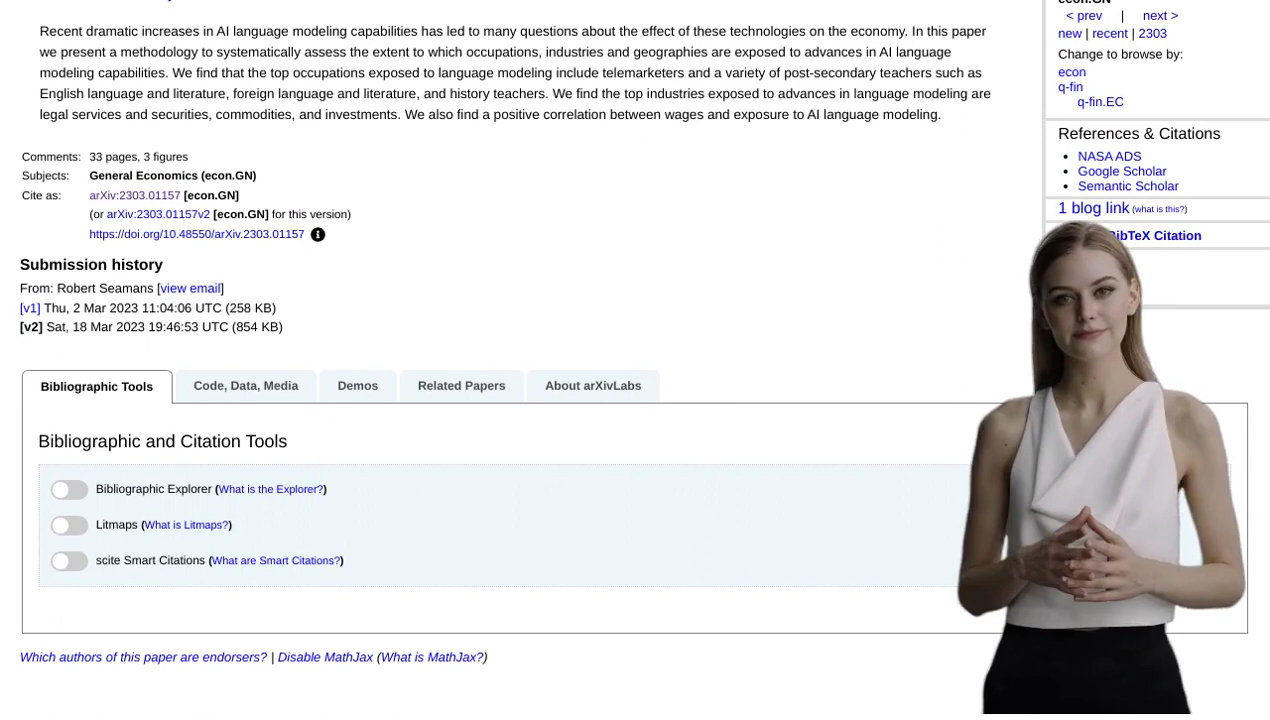 Recent dramatic increases in AI language modeling capabilities has led to many questions about the effect of these technologies on the economy. In this paper
we present a methodology to systematically assess the extent to which occupations, industries and geographies are exposed to advances in AI language
modeling capabilities. We find that the top occupations exposed to language modeling include telemarketers and a variety of post-secondary teachers such as
English language and literature, foreign language and literature, and history teachers. We find the top industries exposed to advances in language modeling are
legal services and securities, commodities, and investments. We also find a positive correlation between wages and exposure to AI language modeling.
Comments: 33 pages, 3 figures
Subjects: General Economics (econ.GN)
Cite as: arXiv:2303.01157 [econ.GN]
(or arXiv:2303.01157v2 [econ.GN] for this version)
https://doi.org/10.48550/arXiv.2303.01157
Submission history
From: Robert Seamans [view email]
[v1] Thu, 2 Mar 2023 11:04:06 UTC (258 KB)
[v2] Sat, 18 Mar 2023 19:46:53 UTC (854 KB)
Bibliographic Tools Code, Data, Media Demos Related Papers About arXivLabs
Bibliographic and Citation Tools
Bibliographic Explorer (What is the Explorer?)
Litmaps (What is Litmaps?)
scite Smart Citations (What are Smart Citations?)
Which authors of this paper are endorsers? | Disable MathJax (What is MathJax?)
econ.GN
< prev | next >
new | recent | 2303
Change to browse by:
econ
q-fin
q-fin.EC
References & Citations
NASA ADS
Google Scholar
Semantic Scholar
1 blog link (what is this?)
BibTeX Citation